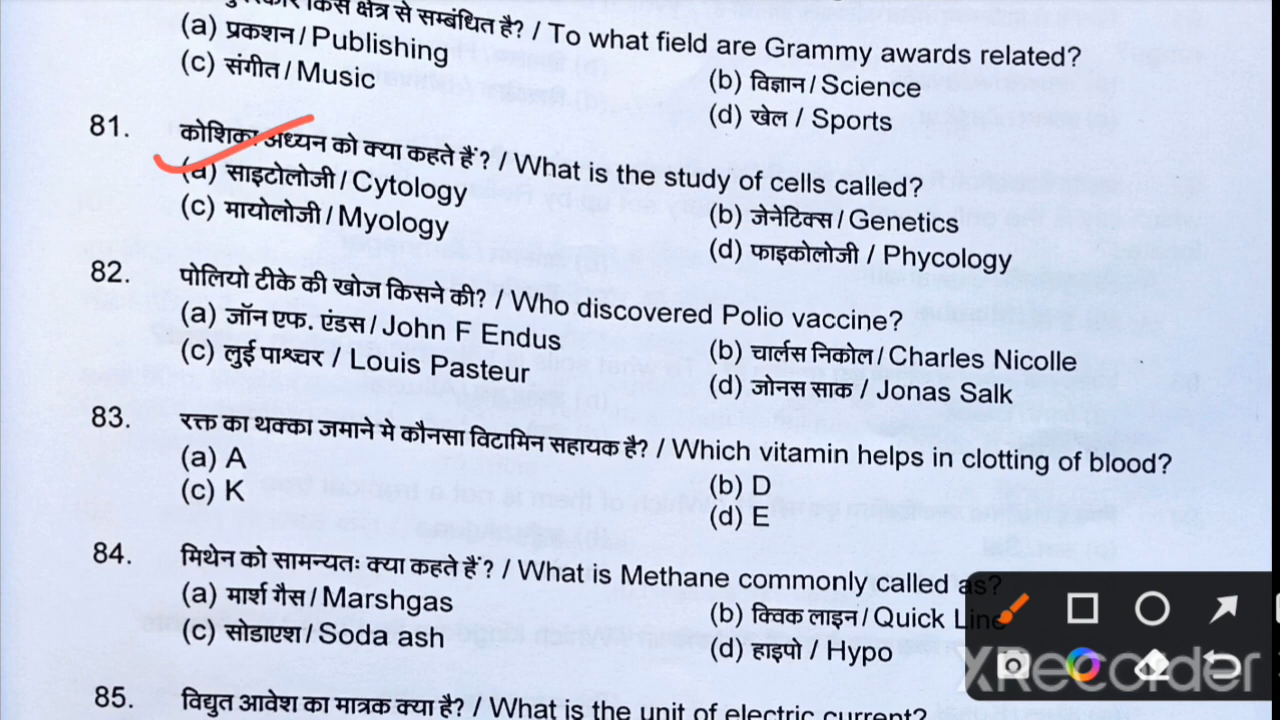 किस क्षेत्र से सम्बंधित है? / To what field are Grammy awards related?
(a) प्रकशन / Publishing
(b) विज्ञान / Science
(c) संगीत / Music
(d) खेल / Sports
81. कोशिका अध्यन को क्या कहते हैं? / What is the study of cells called?
(a) साइटोलोजी / Cytology
(b) जेनेटिक्स / Genetics
(c) मायोलोजी / Myology
(d) फाइकोलोजी / Phycology
82. पोलियो टीके की खोज किसने की? / Who discovered Polio vaccine?
(a) जॉन एफ. एंडस / John F Endus
(b) चार्लस निकोल / Charles Nicolle
(c) लुई पाश्चर / Louis Pasteur
(d) जोनस साक / Jonas Salk
83. रक्त का थक्का जमाने मे कौनसा विटामिन सहायक है? / Which vitamin helps in clotting of blood?
(a) A
(b) D
(c) K
(d) E
84. मिथेन को सामन्यतः क्या कहते हैं? / What is Methane commonly called as?
(a) मार्श गैस / Marshgas
(b) क्विक लाइन / Quick Line
(c) सोडाएश / Soda ash
(d) हाइपो / Hypo
85. विद्युत आवेश का मात्रक क्या है? / What is the unit of electric current?
XRecorder